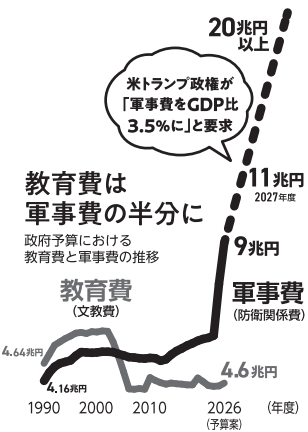 20兆円
以上
米トランプ政権が
「軍事費をGDP比
3.5%に」と要求
11兆円
2027年度
教育費は
軍事費の半分に
政府予算における
教育費と軍事費の推移
9兆円
教育費
(文教費)
軍事費
(防衛関係費)
4.64兆円
4.16兆円
4.6兆円
1990 2000 2010 2026 (年度)
(予算案)